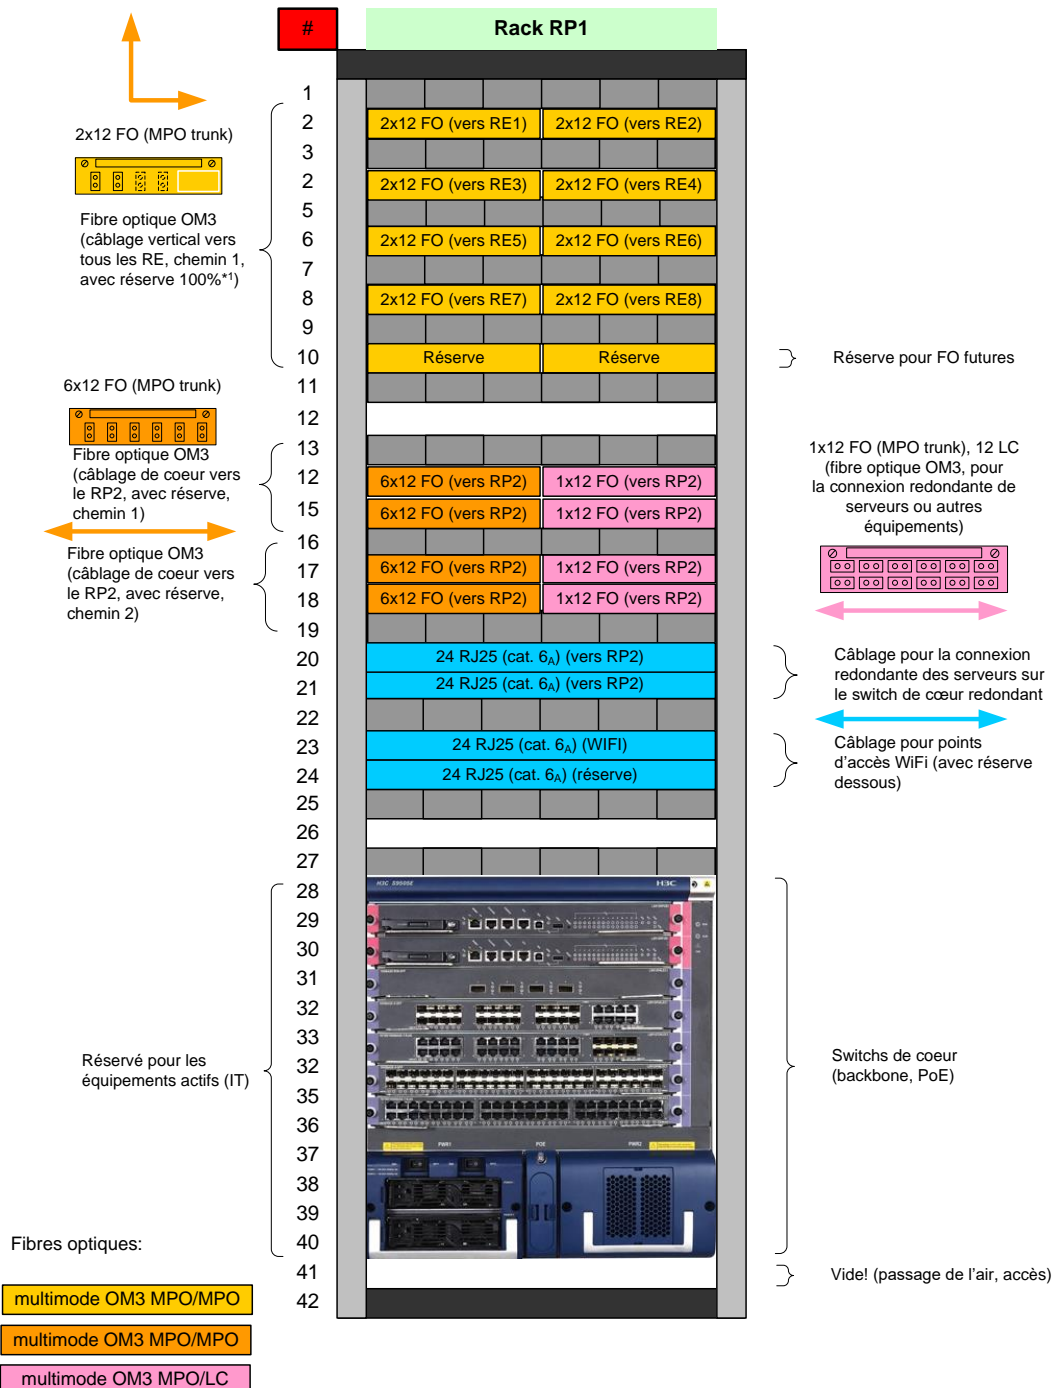 #
Rack RP1
1
2
2x12 FO (vers RE1)
2x12 FO (vers RE2)
3
2
2x12 FO (vers RE3)
2x12 FO (vers RE4)
5
6
2x12 FO (vers RE5)
2x12 FO (vers RE6)
7
8
2x12 FO (vers RE7)
2x12 FO (vers RE8)
9
10
Réserve
Réserve
11
12
13
12
6x12 FO (vers RP2)
1x12 FO (vers RP2)
15
6x12 FO (vers RP2)
1x12 FO (vers RP2)
16
17
6x12 FO (vers RP2)
1x12 FO (vers RP2)
18
6x12 FO (vers RP2)
1x12 FO (vers RP2)
19
20
24 RJ25 (cat. 6A) (vers RP2)
21
24 RJ25 (cat. 6A) (vers RP2)
22
23
24 RJ25 (cat. 6A) (WIFI)
24
24 RJ25 (cat. 6A) (réserve)
25
26
27
28
H3C S9505E
H3C
29
30
31
32
33
32
35
36
37
PWR1
POE
PWR2
38
39
40
41
42
2x12 FO (MPO trunk)
Fibre optique OM3
(câblage vertical vers
tous les RE, chemin 1,
avec réserve 100%*1)
6x12 FO (MPO trunk)
Fibre optique OM3
(câblage de coeur vers
le RP2, avec réserve,
chemin 1)
Fibre optique OM3
(câblage de coeur vers
le RP2, avec réserve,
chemin 2)
Réservé pour les
équipements actifs (IT)
Fibres optiques:
multimode OM3 MPO/MPO
multimode OM3 MPO/MPO
multimode OM3 MPO/LC
Réserve pour FO futures
1x12 FO (MPO trunk), 12 LC
(fibre optique OM3, pour
la connexion redondante de
serveurs ou autres
équipements)
Câblage pour la connexion
redondante des serveurs sur
le switch de cœur redondant
Câblage pour points
d'accès WiFi (avec réserve
dessous)
Switchs de coeur
(backbone, PoE)
Vide! (passage de l'air, accès)